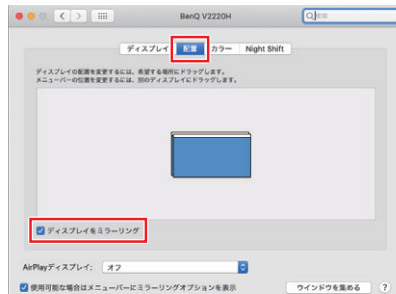 BenQ V2220H
検索
ディスプレイ 配置 カラー Night Shift
ディスプレイの配置を変更するには、希望する場所にドラッグします。
メニューバーの位置を変更するには、別のディスプレイにドラッグします。
ディスプレイをミラーリング
AirPlayディスプレイ: オフ
使用可能な場合はメニューバーにミラーリングオプションを表示 ウインドウを集める ?